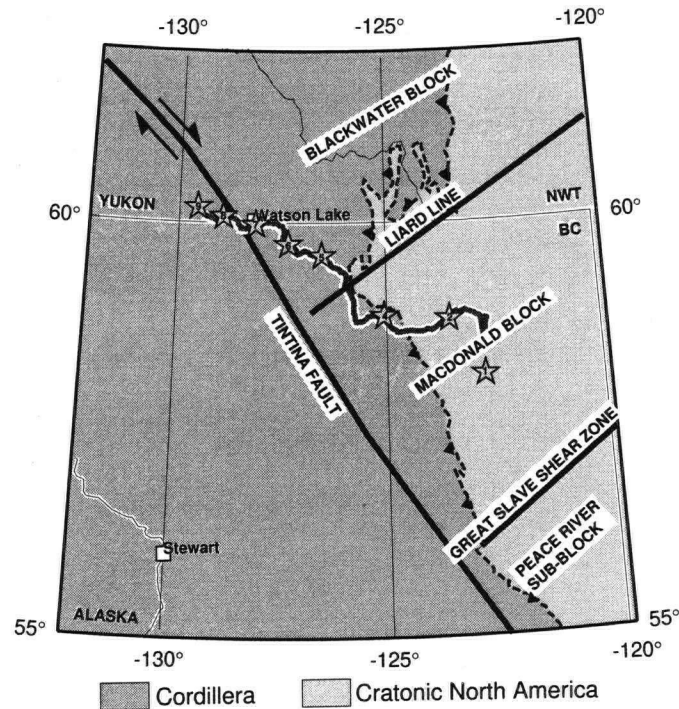 -130°
-125°
-120°
BLACKWATER BLOCK
YUKON
NWT
60°
60°
Watson Lake
LIARD LINE
BC
TINTINA FAULT
MACDONALD BLOCK
1
GREAT SLAVE SHEAR ZONE
PEACE RIVER
SUB-BLOCK
Stewart
ALASKA
55°
55°
-130°
-125°
-120°
Cordillera
Cratonic North America